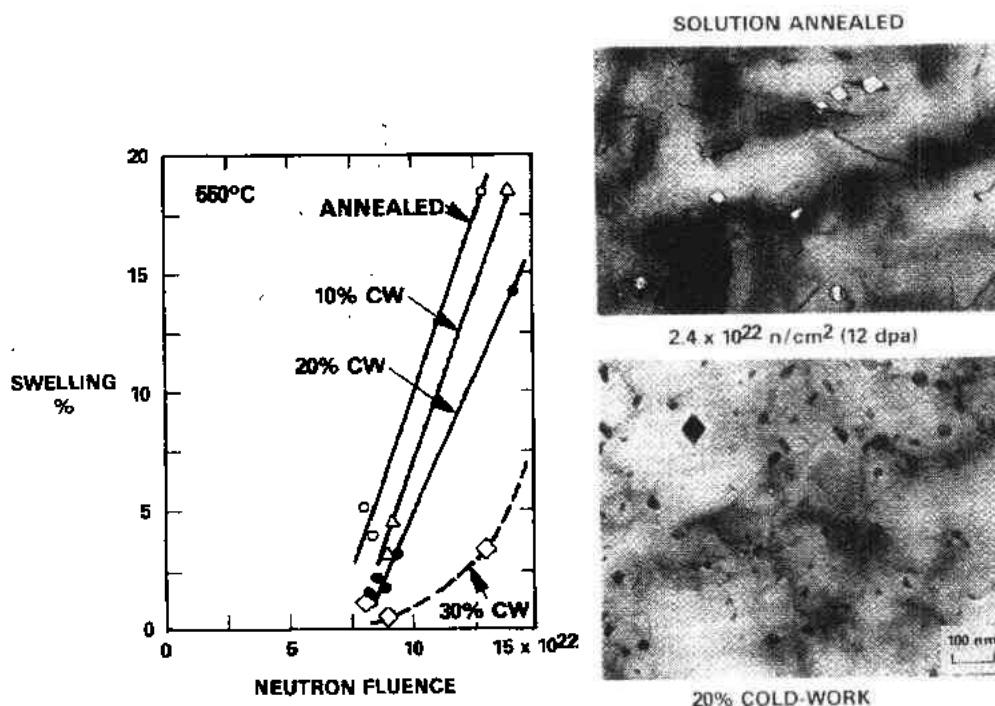 SOLUTION ANNEALED
20
550°C
ANNEALED
15
10% CW
20% CW
SWELLING
%
10
5
30% CW
0
0
5
10
15 x 10²²
NEUTRON FLUENCE
2.4 x 10²² n/cm² (12 dpa)
100 nm
20% COLD-WORK